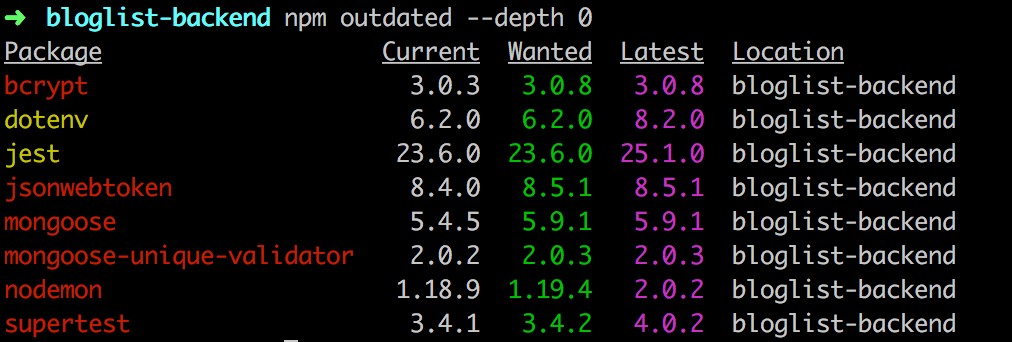 ➜ bloglist-backend npm outdated --depth 0
Package Current Wanted Latest Location
bcrypt 3.0.3 3.0.8 3.0.8 bloglist-backend
dotenv 6.2.0 6.2.0 8.2.0 bloglist-backend
jest 23.6.0 23.6.0 25.1.0 bloglist-backend
jsonwebtoken 8.4.0 8.5.1 8.5.1 bloglist-backend
mongoose 5.4.5 5.9.1 5.9.1 bloglist-backend
mongoose-unique-validator 2.0.2 2.0.3 2.0.3 bloglist-backend
nodemon 1.18.9 1.19.4 2.0.2 bloglist-backend
supertest 3.4.1 3.4.2 4.0.2 bloglist-backend